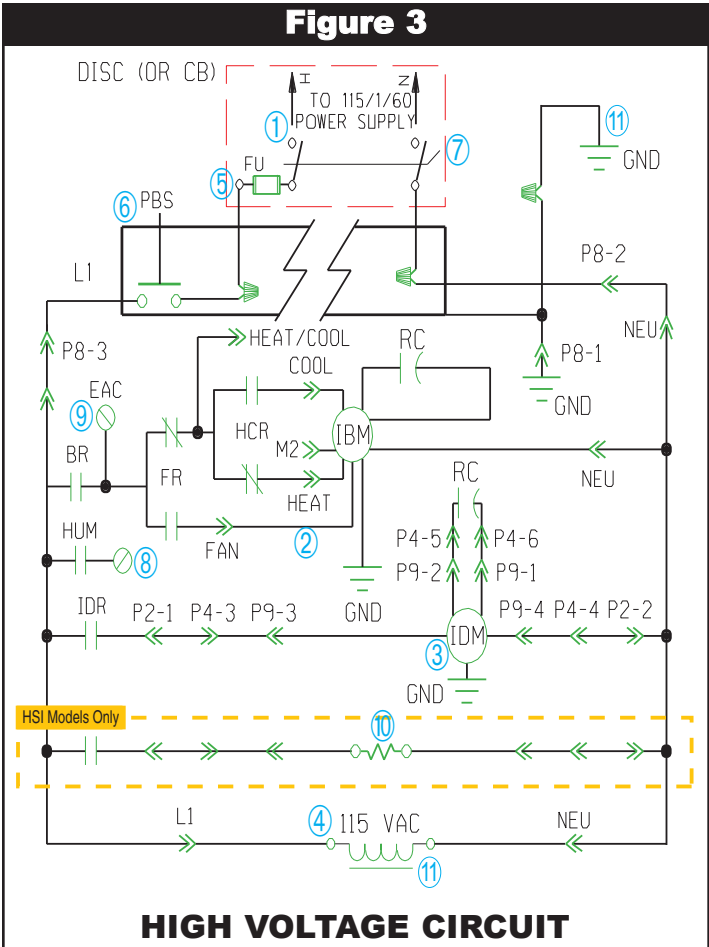 Figure 3
DISC (OR CB)
H
N
TO 115/1/60
POWER SUPPLY
1
7
11
GND
FU
5
6
PBS
L1
P8-2
P8-3
HEAT/COOL
COOL
RC
NEU
P8-1
GND
EAC
9
HCR
IBM
M2
BR
FR
HEAT
RC
NEU
HUM
8
FAN
2
P4-5
P4-6
P9-2
P9-1
IDR
P2-1
P4-3
P9-3
GND
P9-4
P4-4
P2-2
IDM
3
GND
HSI Models Only
10
L1
4
115 VAC
NEU
11
HIGH VOLTAGE CIRCUIT